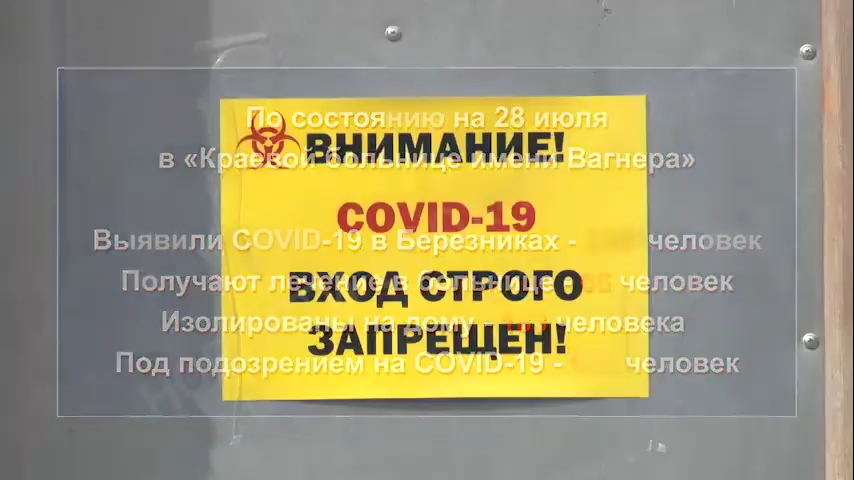 По состоянию на 28 июля
ВНИМАНИЕ!
в «Краевой больнице имени Вагнера»
COVID-19
Выявили COVID-19 в Березниках - человек
Получают лечение в больнице - человек
ВХОД СТРОГО
Изолированы на дому - человека
ЗАПРЕЩЕН!
Под подозрением на COVID-19 - человек